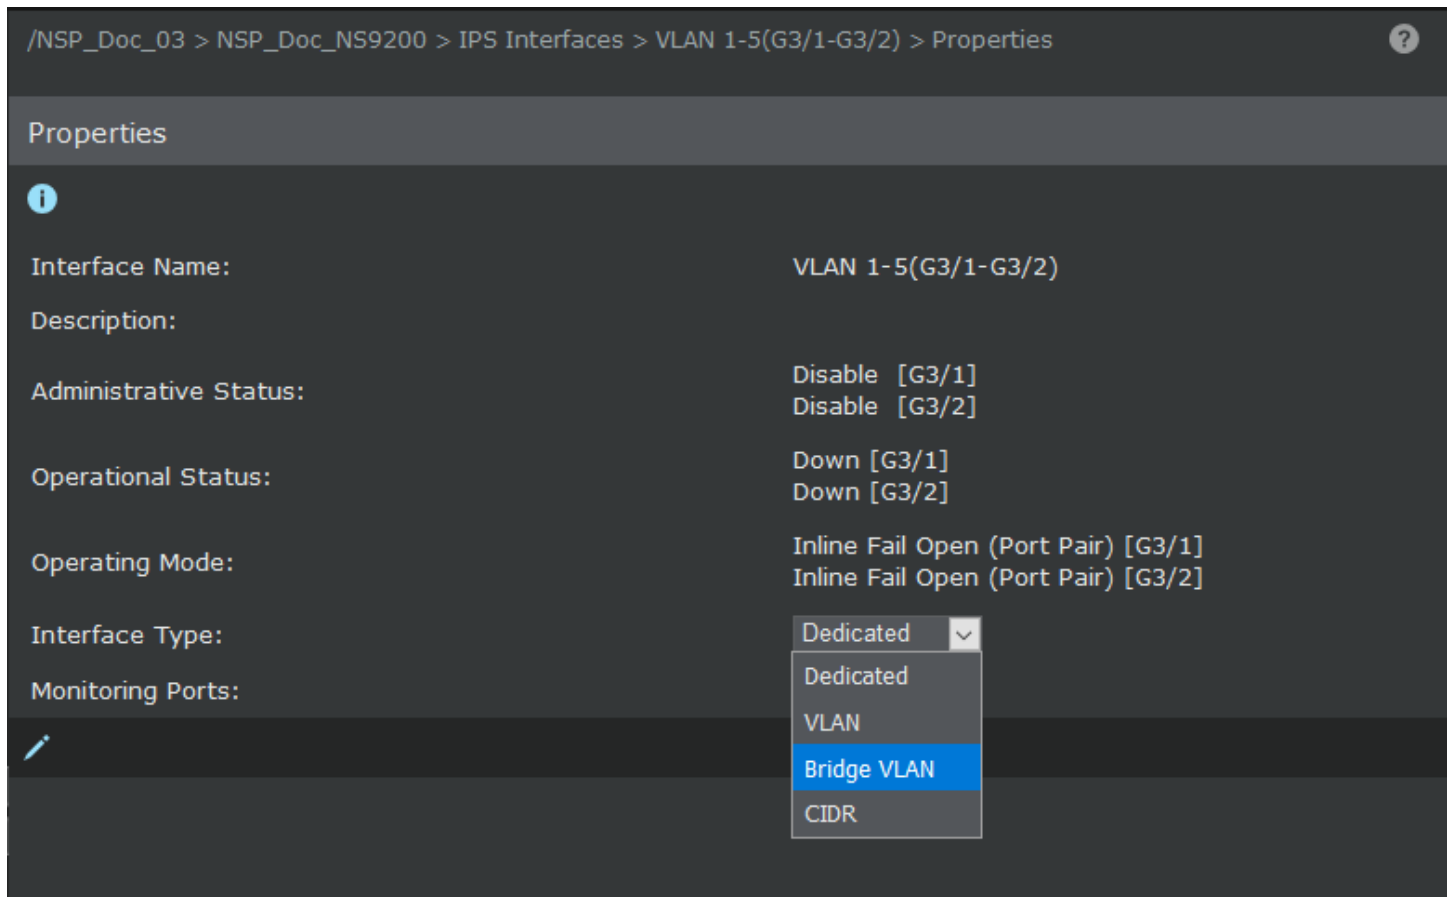 /NSP_Doc_03 > NSP_Doc_NS9200 > IPS Interfaces > VLAN 1-5(G3/1-G3/2) > Properties ?
Properties
i
Interface Name: VLAN 1-5(G3/1-G3/2)
Description:
Administrative Status: Disable [G3/1]
Disable [G3/2]
Operational Status: Down [G3/1]
Down [G3/2]
Operating Mode: Inline Fail Open (Port Pair) [G3/1]
Inline Fail Open (Port Pair) [G3/2]
Interface Type: Dedicated
Dedicated
Monitoring Ports:
VLAN
Bridge VLAN
CIDR